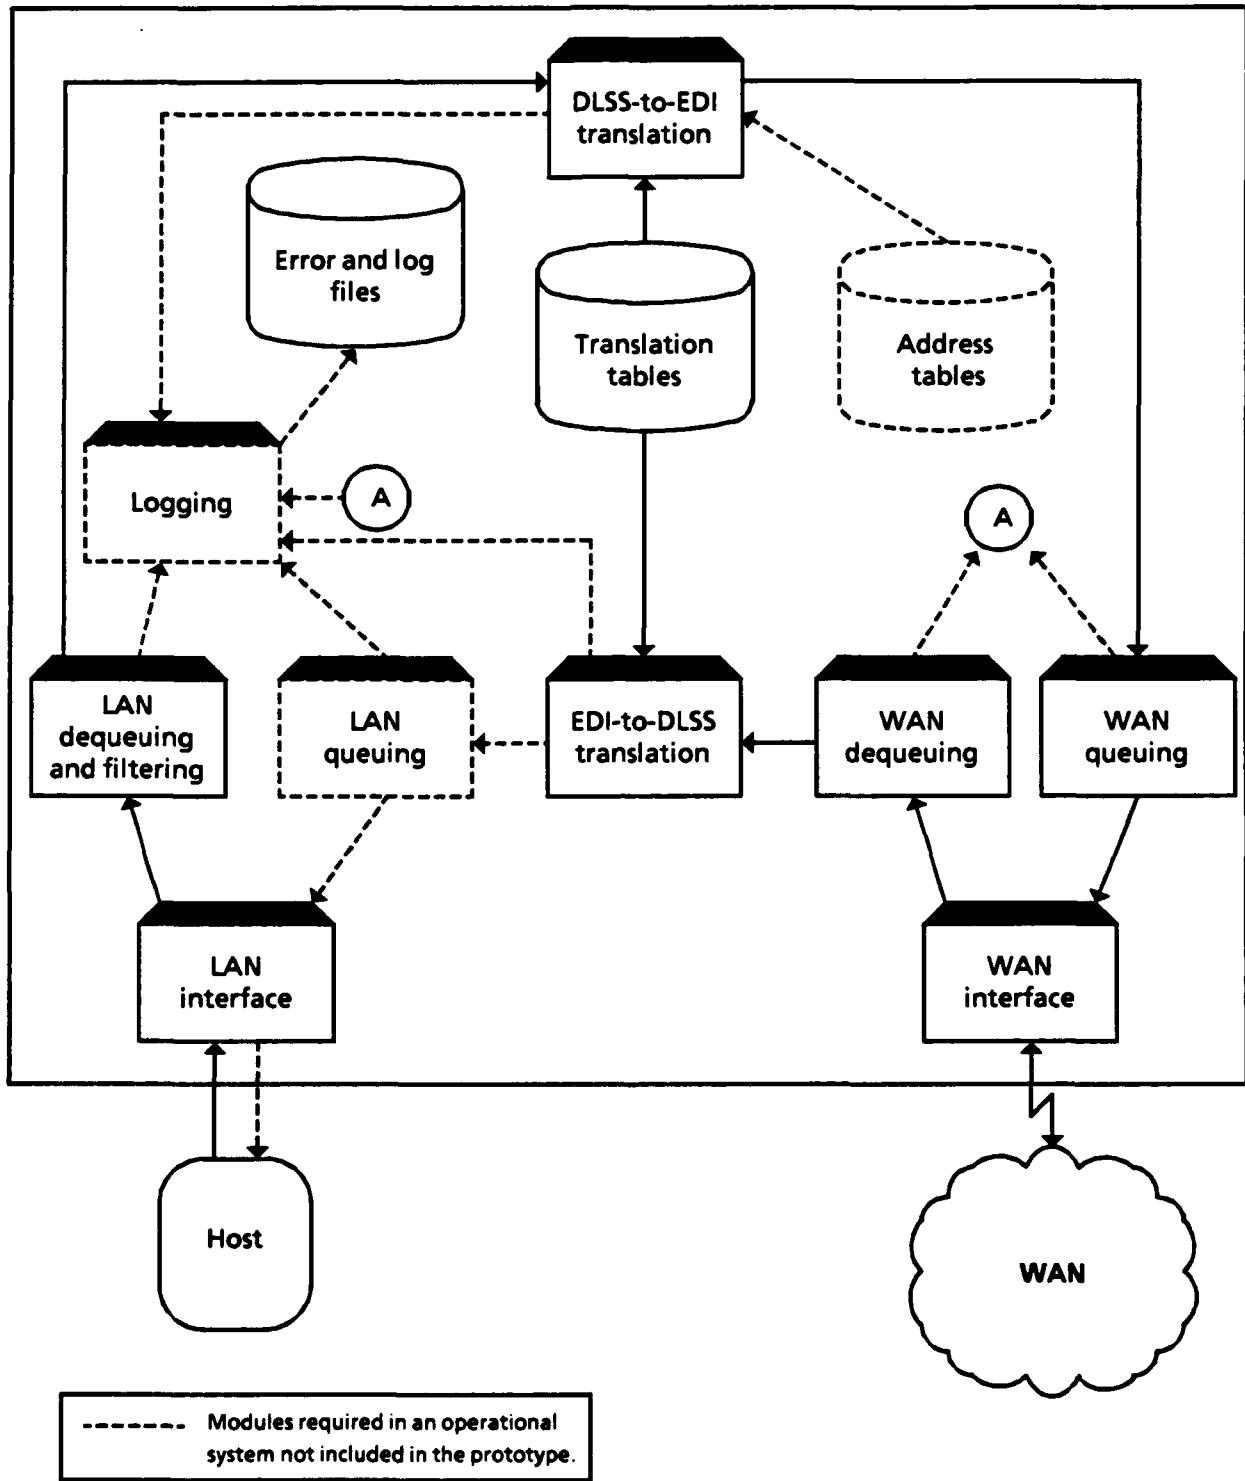 DLSS-to-EDI
translation
Error and log
files
Translation
tables
Address
tables
Logging
A
A
LAN
dequeuing
and filtering
LAN
queuing
EDI-to-DLSS
translation
WAN
dequeuing
WAN
queuing
LAN
interface
WAN
interface
Host
WAN
Modules required in an operational
system not included in the prototype.